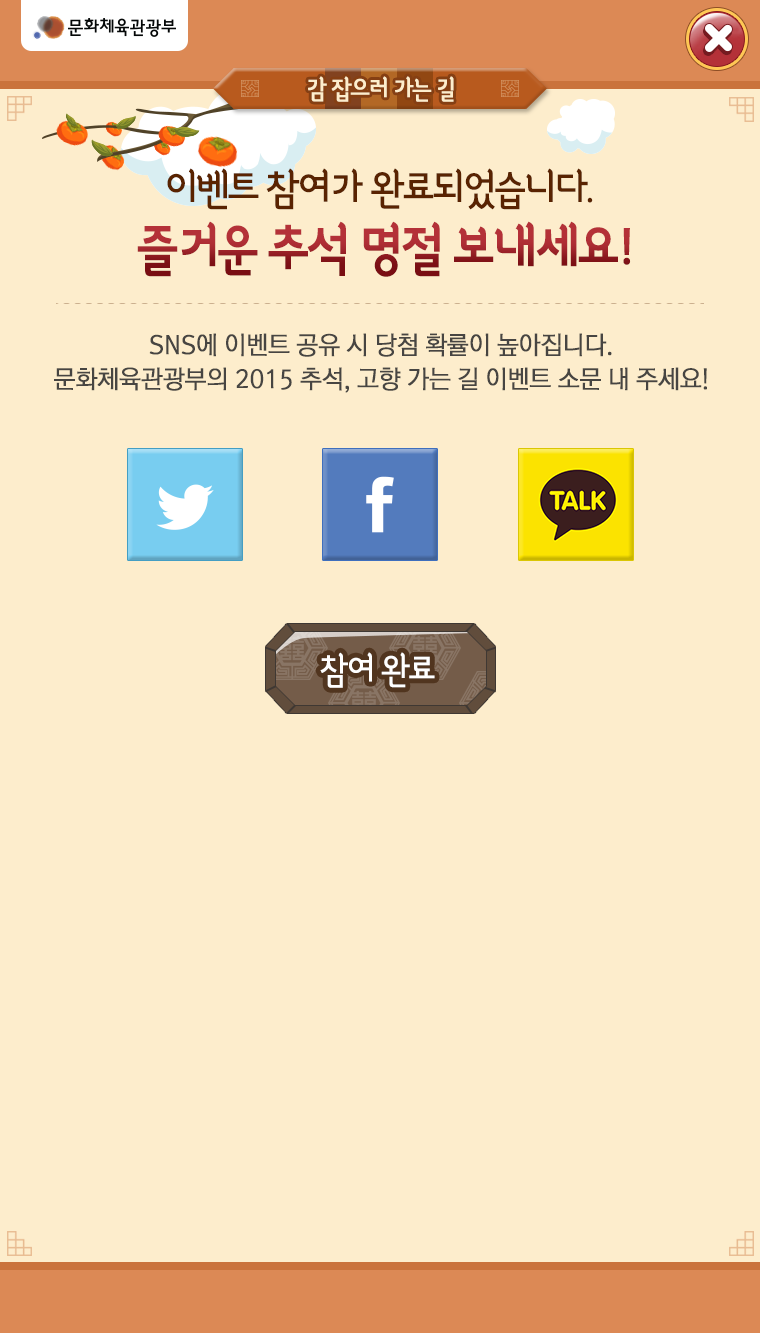 문화체육관광부
감 잡으러 가는 길
이벤트 참여가 완료되었습니다.
즐거운 추석 명절 보내세요!
SNS에 이벤트 공유 시 당첨 확률이 높아집니다.
문화체육관광부의 2015 추석, 고향 가는 길 이벤트 소문 내 주세요!
f
TALK
참여 완료